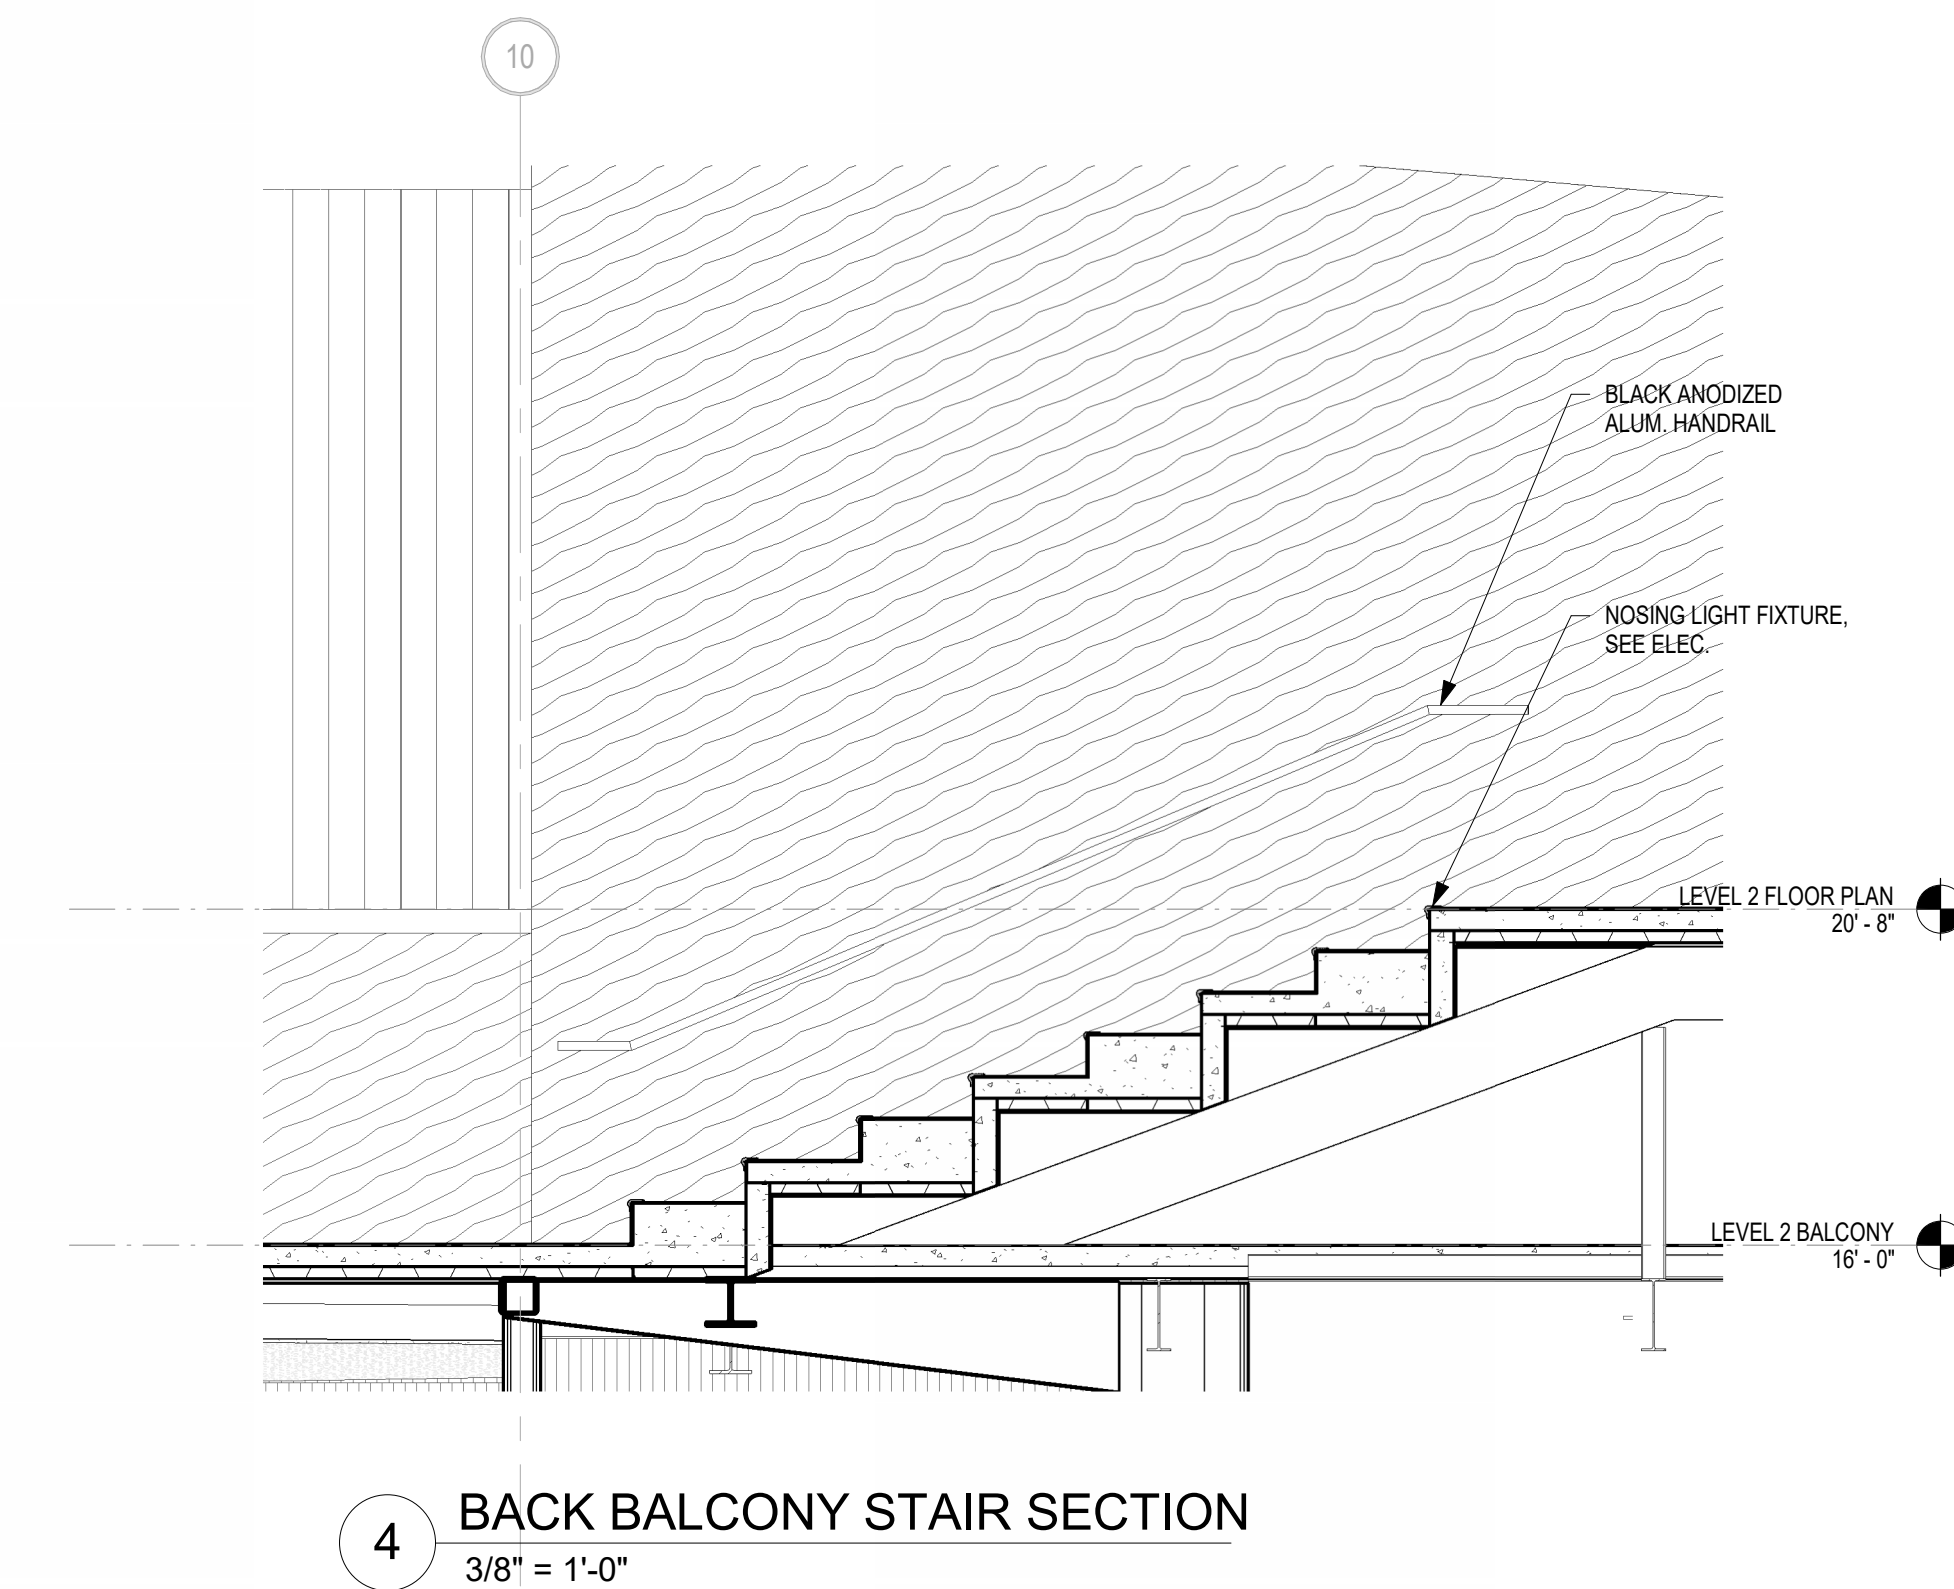 10
BLACK ANODIZED
ALUM. HANDRAIL
NOSING LIGHT FIXTURE,
SEE ELEC.
LEVEL 2 FLOOR PLAN
20' - 8"
LEVEL 2 BALCONY
16' - 0"
4
BACK BALCONY STAIR SECTION
3/8" = 1'-0"